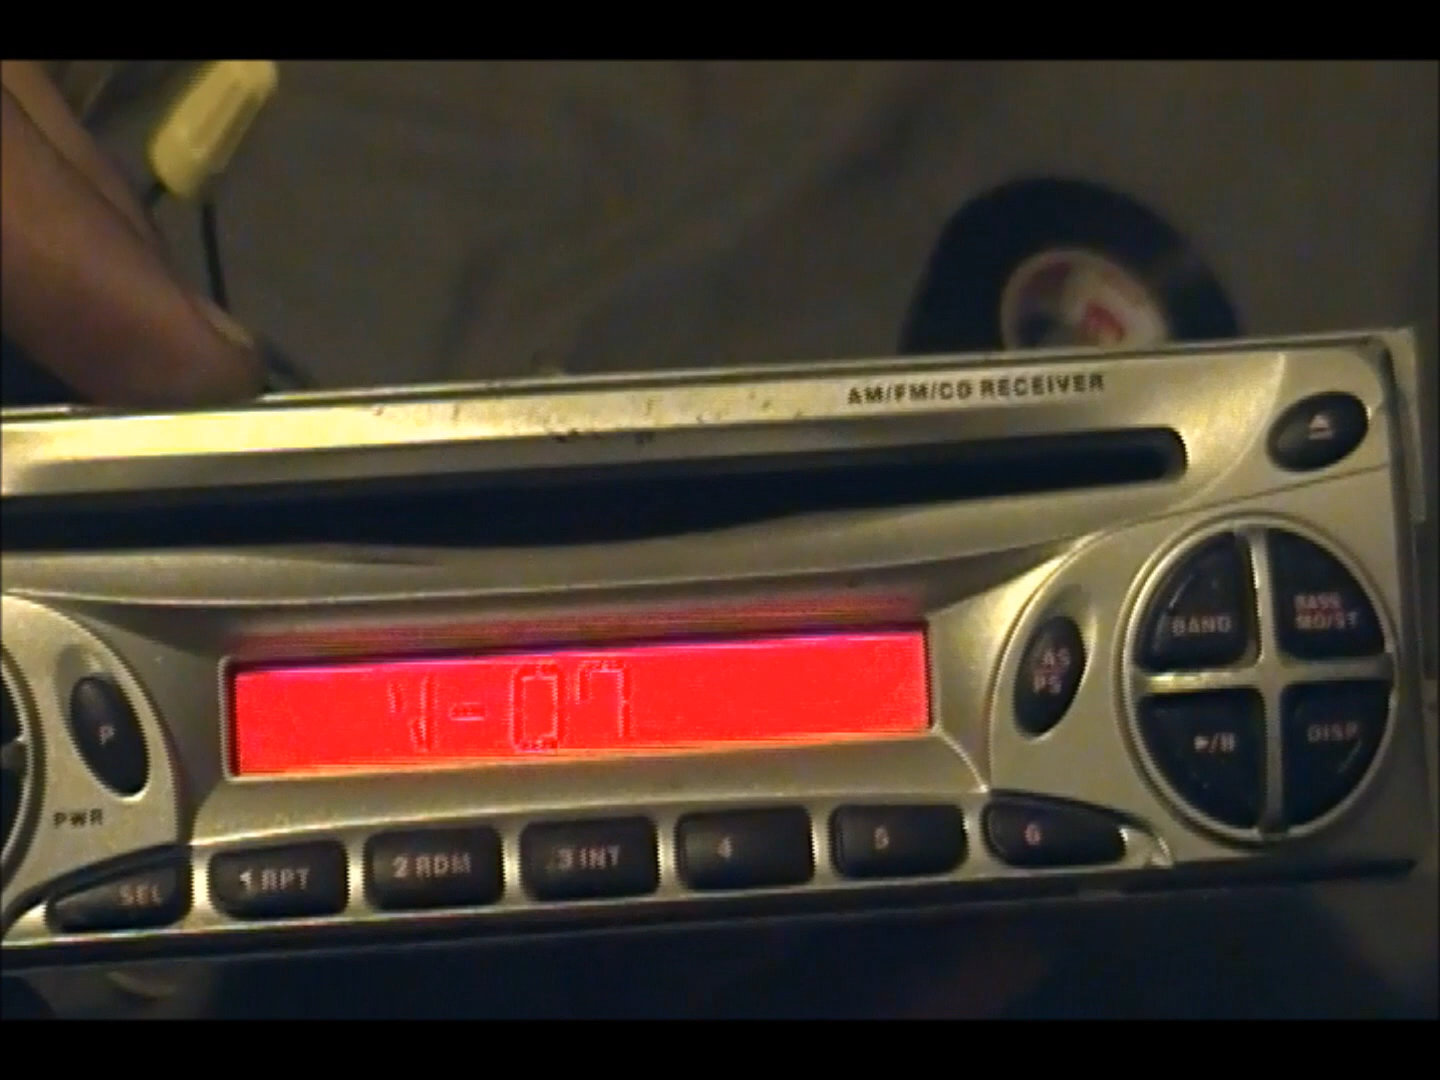 AM/FM/CD RECEIVER
BAND
BASS
MO/ST
AS
PS
P
-07
DISP
PWR
SEL
1 RPT
2 RDM
3 INT
4
5
6